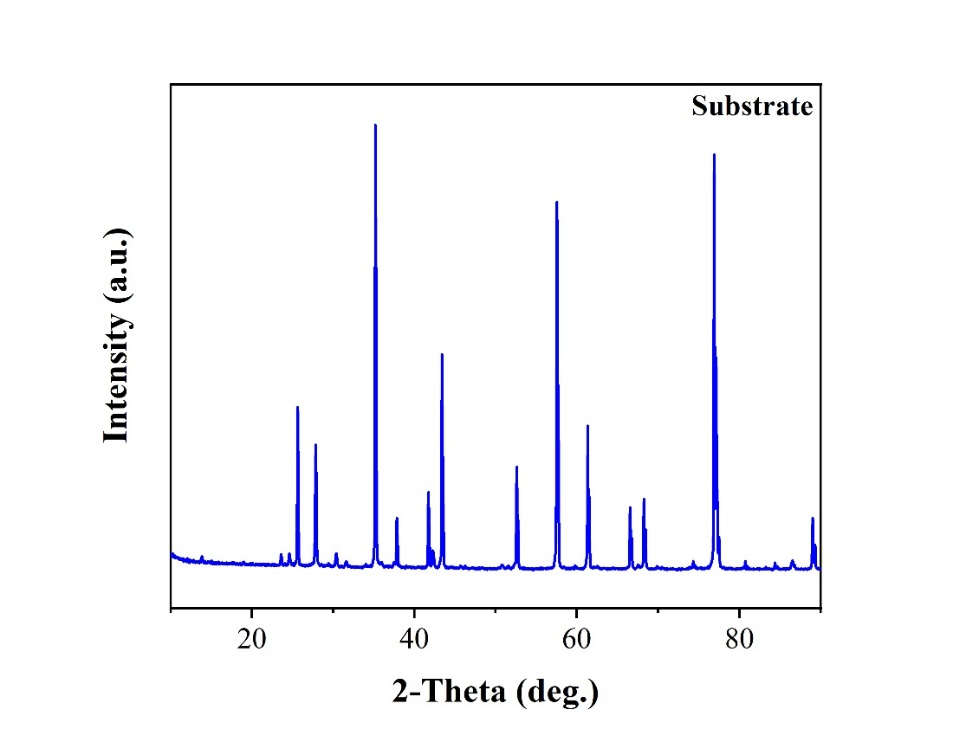 Substrate
Intensity (a.u.)
20 40 60 80
2-Theta (deg.)